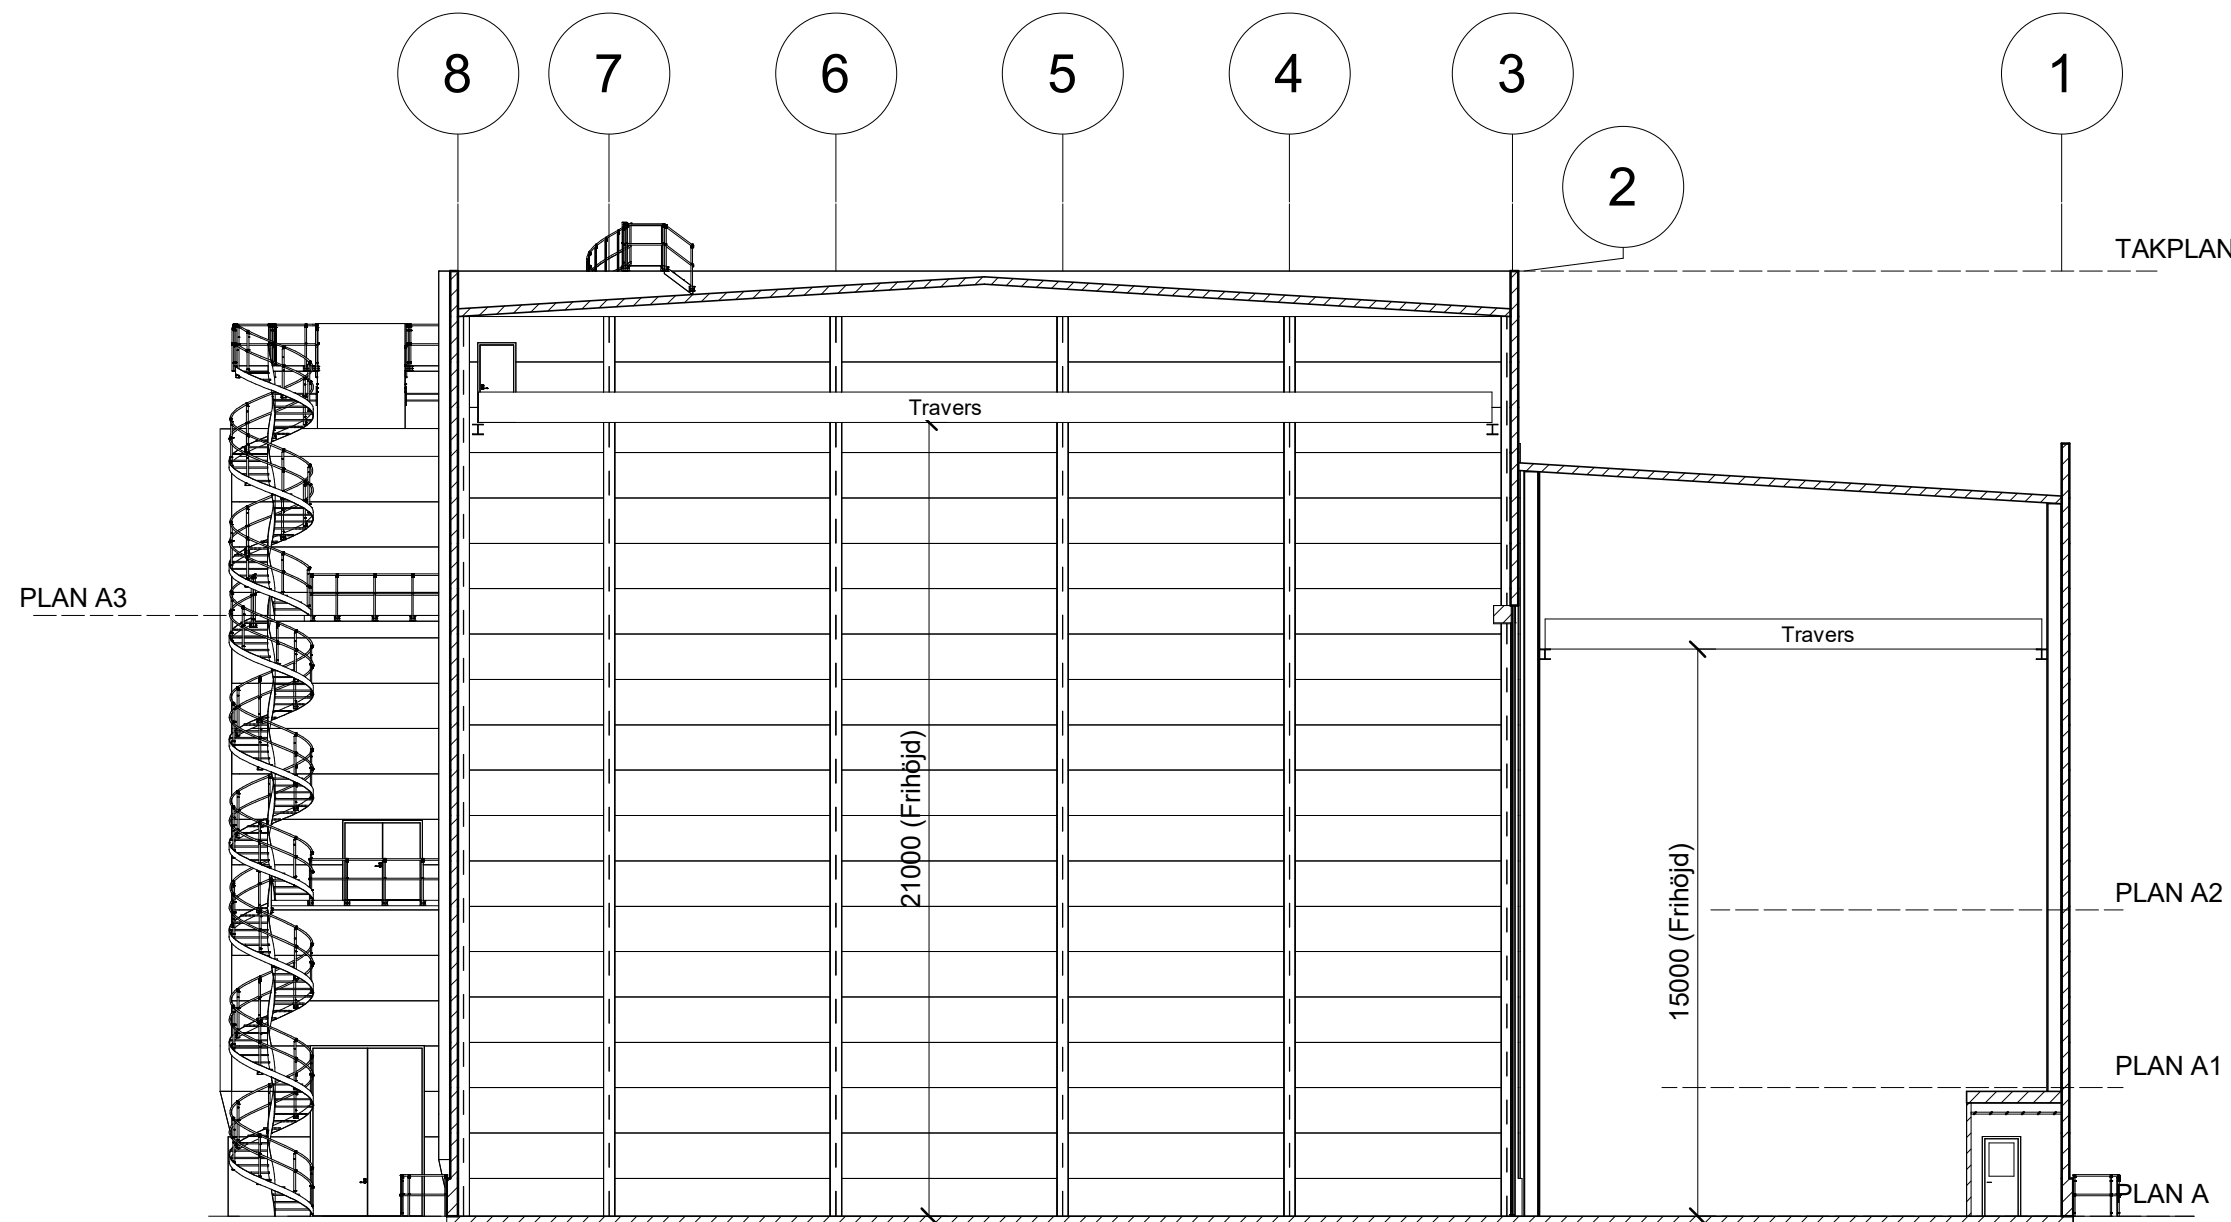 8
7
6
5
4
3
1
2
TAKPLAN
Travers
PLAN A3
Travers
21000 (Frihöjd)
15000 (Frihöjd)
PLAN A2
PLAN A1
PLAN A